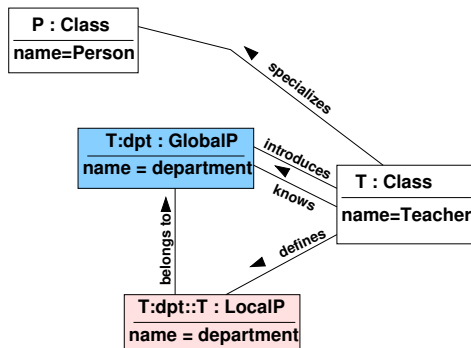 P : Class
name=Person
specializes
T:dpt : GlobalP
name = department
introduces
knows
T : Class
name=Teacher
belongs to
defines
T:dpt::T : LocalP
name = department